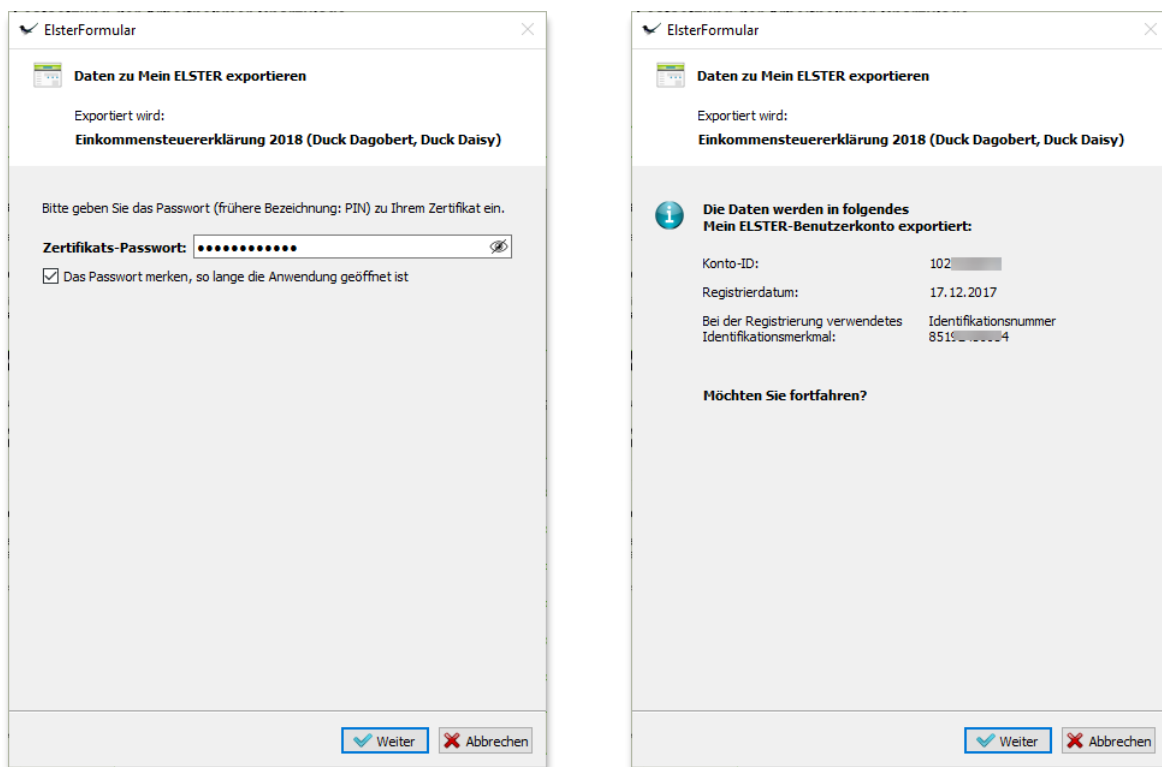 ElsterFormular
Daten zu Mein ELSTER exportieren
Exportiert wird:
Einkommensteuererklärung 2018 (Duck Dagobert, Duck Daisy)
Bitte geben Sie das Passwort (frühere Bezeichnung: PIN) zu Ihrem Zertifikat ein.
Zertifikats-Passwort: ●●●●●●●●●●●●
Das Passwort merken, so lange die Anwendung geöffnet ist
Weiter Abbrechen
ElsterFormular
Daten zu Mein ELSTER exportieren
Exportiert wird:
Einkommensteuererklärung 2018 (Duck Dagobert, Duck Daisy)
Die Daten werden in folgendes
Mein ELSTER-Benutzerkonto exportiert:
Konto-ID: 102
Registrierdatum: 17.12.2017
Bei der Registrierung verwendetes Identifikationsnummer
Identifikationsmerkmal:
Möchten Sie fortfahren?
Weiter Abbrechen